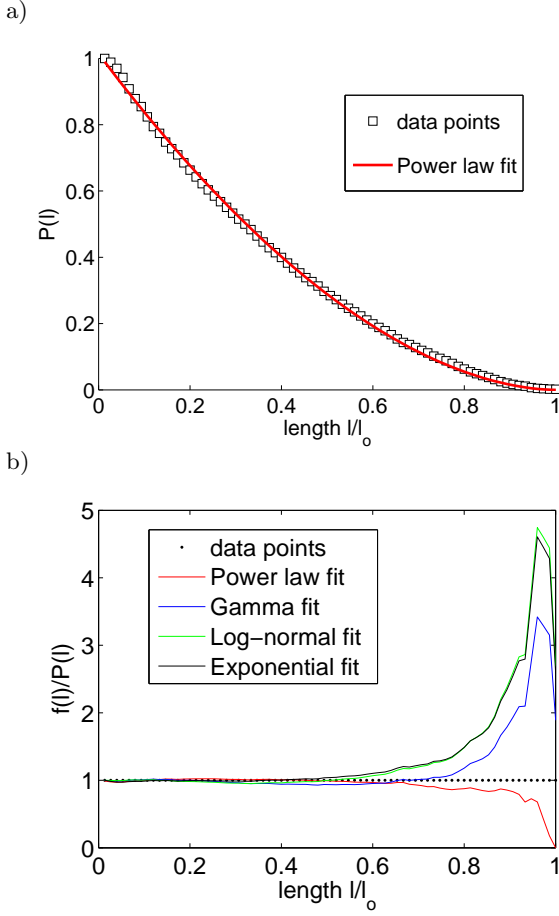 a)
1
0.8
0.6
0.4
0.2
0
P(l)
data points
Power law fit
0
0.2
0.4
0.6
0.8
1
length l/l_o
b)
5
4
3
2
1
0
f(l)/P(l)
data points
Power law fit
Gamma fit
Log-normal fit
Exponential fit
0
0.2
0.4
0.6
0.8
1
length l/l_o